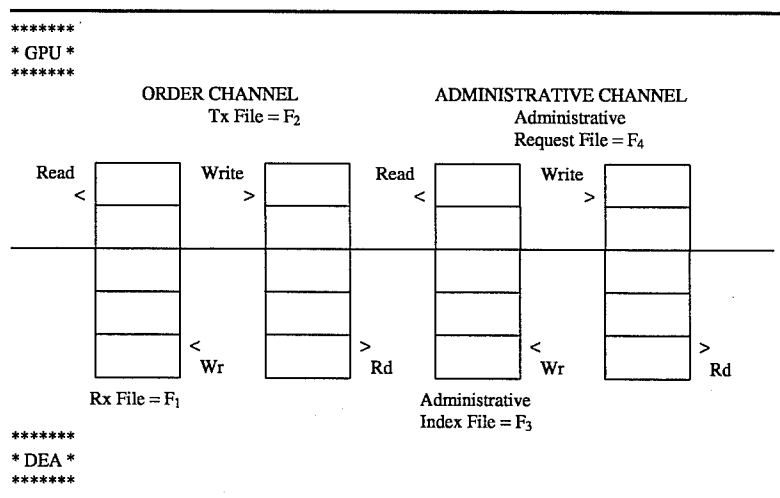 *******
* GPU *
*******
ORDER CHANNEL
Tx File = F₂
ADMINISTRATIVE CHANNEL
Administrative
Request File = F₄
Read
<
Write
>
Read
<
Write
>
<
Wr
>
Rd
<
Wr
>
Rd
Rx File = F₁
Administrative
Index File = F₃
*******
* DEA *
*******